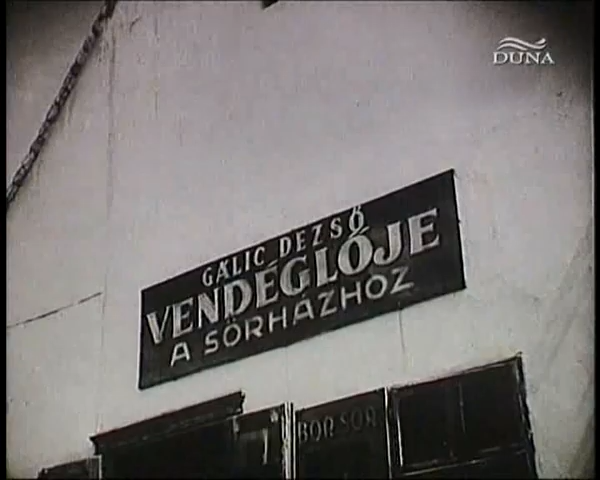 DUNA
GALIC DEZSŐ
VENDÉGLŐJE
A SÖRHÁZHOZ
BOR SÖR